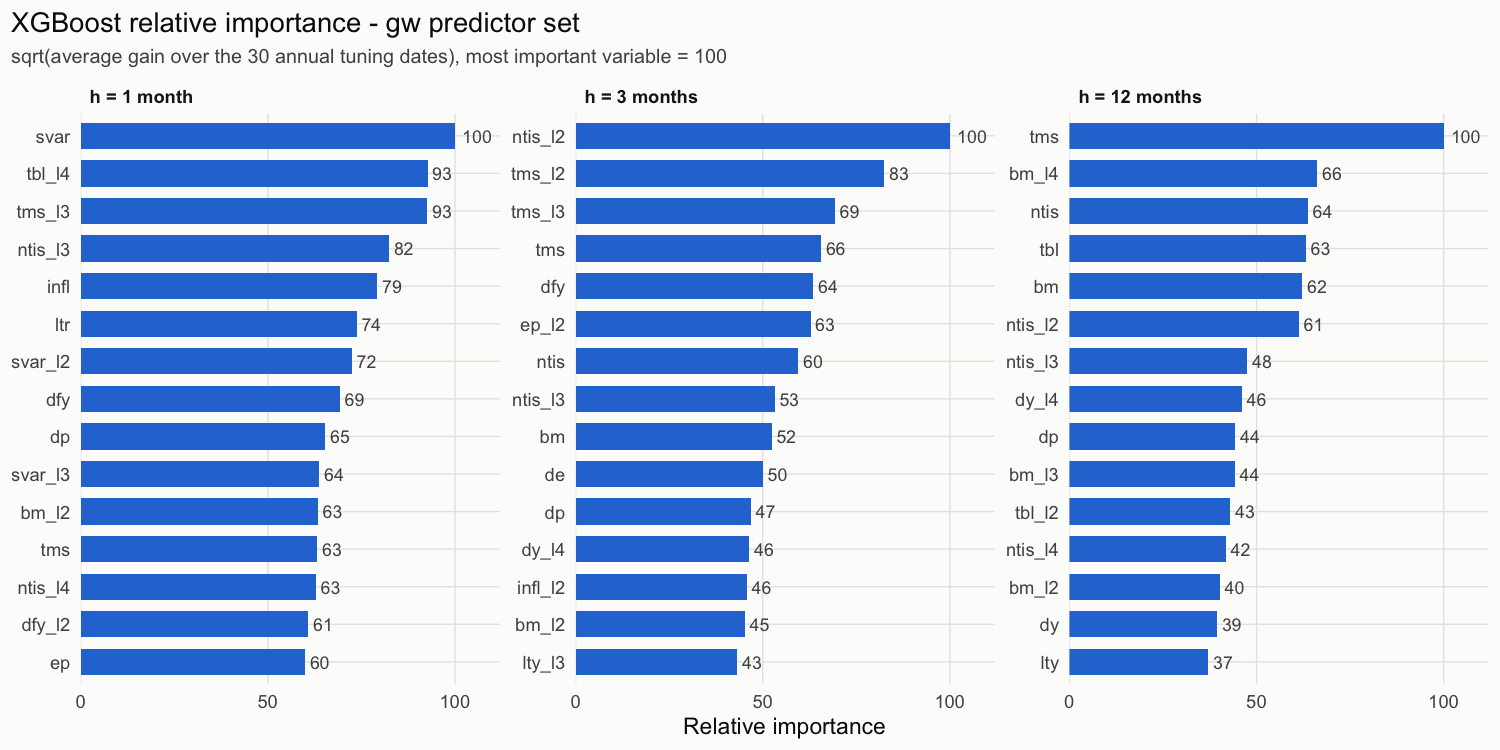 XGBoost relative importance - gw predictor set
sqrt(average gain over the 30 annual tuning dates), most important variable = 100
h = 1 month
svar 100
tbl_l4 93
tms_l3 93
ntis_l3 82
infl 79
ltr 74
svar_l2 72
dfy 69
dp 65
svar_l3 64
bm_l2 63
tms 63
ntis_l4 63
dfy_l2 61
ep 60
0 50 100
h = 3 months
ntis_l2 100
tms_l2 83
tms_l3 69
tms 66
dfy 64
ep_l2 63
ntis 60
ntis_l3 53
bm 52
de 50
dp 47
dy_l4 46
infl_l2 46
bm_l2 45
lty_l3 43
0 50 100
h = 12 months
tms 100
bm_l4 66
ntis 64
tbl 63
bm 62
ntis_l2 61
ntis_l3 48
dy_l4 46
dp 44
bm_l3 44
tbl_l2 43
ntis_l4 42
bm_l2 40
dy 39
lty 37
0 50 100
Relative importance